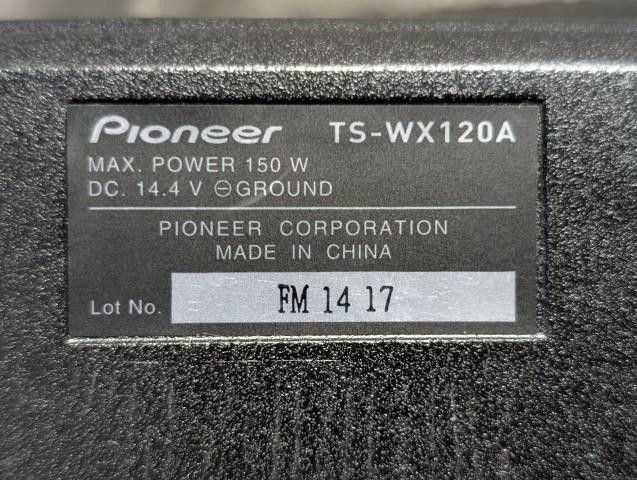 Pioneer TS-WX120A
MAX. POWER 150 W
DC. 14.4 V ⊖GROUND
PIONEER CORPORATION
MADE IN CHINA
Lot No. FM 14 17